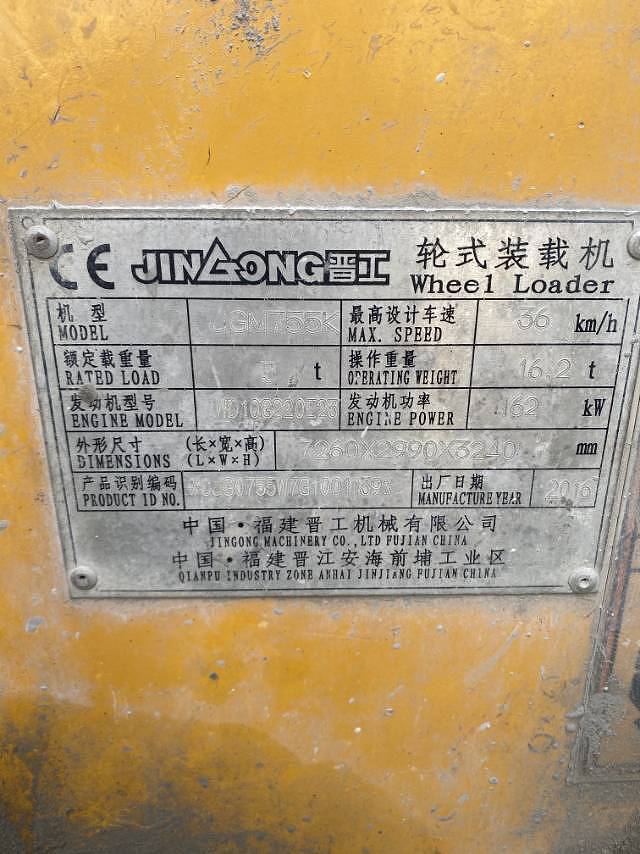 CE JINGONG晋工 轮式装载机
Wheel Loader
机型 JGM755K 最高设计车速 36 km/h
MODEL MAX. SPEED
额定载重量 5 t 操作重量 16.2 t
RATED LOAD OPERATING WEIGHT
发动机型号 WD10G220E23 发动机功率 162 kW
ENGINE MODEL ENGINE POWER
外形尺寸 (长×宽×高) 7260X2990X3240 mm
DIMENSIONS (L×W×H)
产品识别编码 出厂日期 2016
PRODUCT ID NO. MANUFACTURE YEAR
中国·福建晋工机械有限公司
JINGONG MACHINERY CO., LTD FUJIAN CHINA
中国·福建晋江安海前埔工业区
QIANPU INDUSTRY ZONE ANHAI JINJIANG FUJIAN CHINA